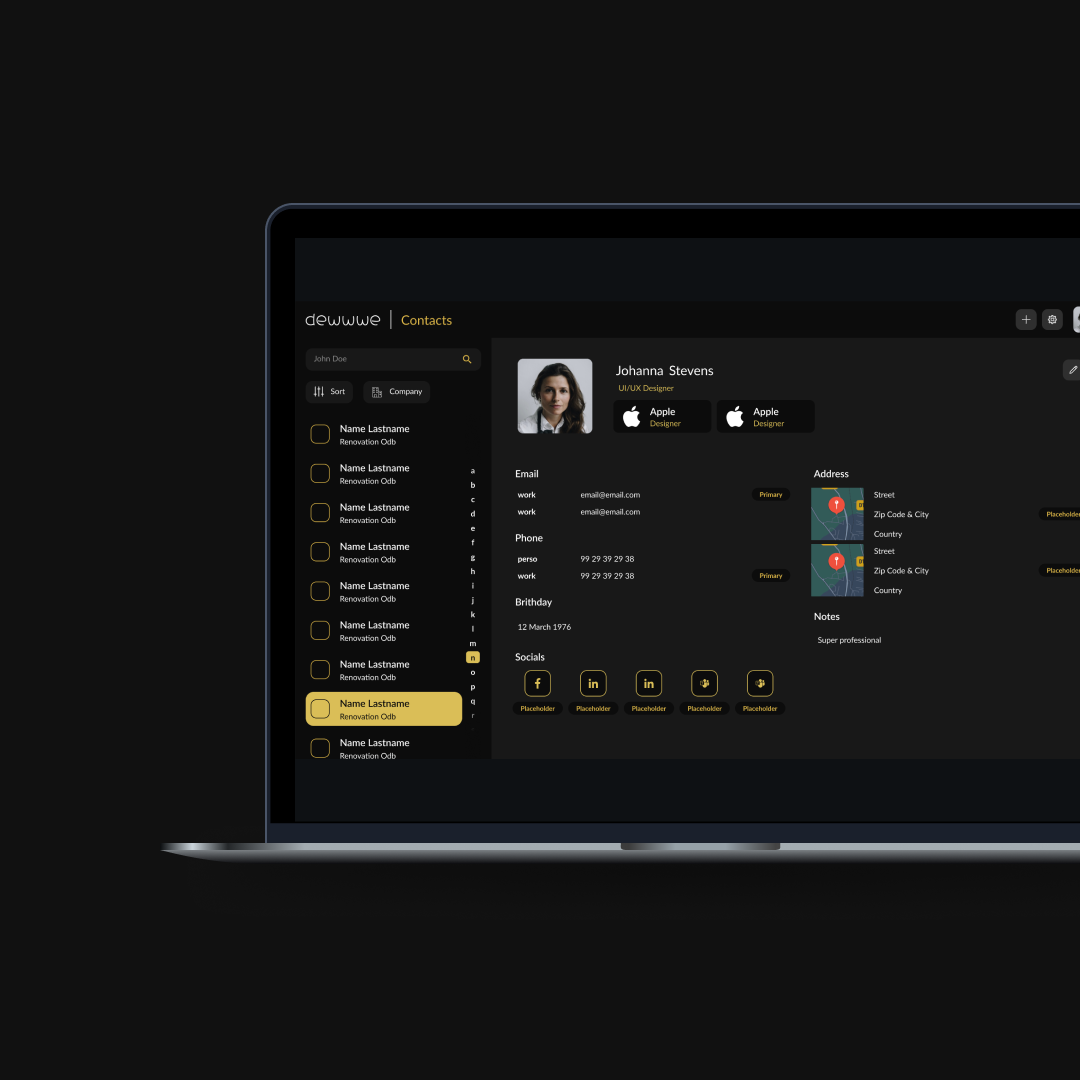 dewwwe | Contacts
John Doe
Sort
Company
Name Lastname
Renovation Odb
Name Lastname
Renovation Odb
Name Lastname
Renovation Odb
Name Lastname
Renovation Odb
Name Lastname
Renovation Odb
Name Lastname
Renovation Odb
Name Lastname
Renovation Odb
Name Lastname
Renovation Odb
Name Lastname
Renovation Odb
a
b
c
d
e
f
g
h
i
j
k
l
m
n
o
p
q
r
Johanna Stevens
UI/UX Designer
Apple
Designer
Apple
Designer
Email
work email@email.com Primary
work email@email.com
Phone
perso 99 29 39 29 38
work 99 29 39 29 38 Primary
Brithday
12 March 1976
Socials
f in in
Placeholder Placeholder Placeholder Placeholder Placeholder
Address
Street
Zip Code & City Placeholder
Country
Street
Zip Code & City Placeholder
Country
Notes
Super professional